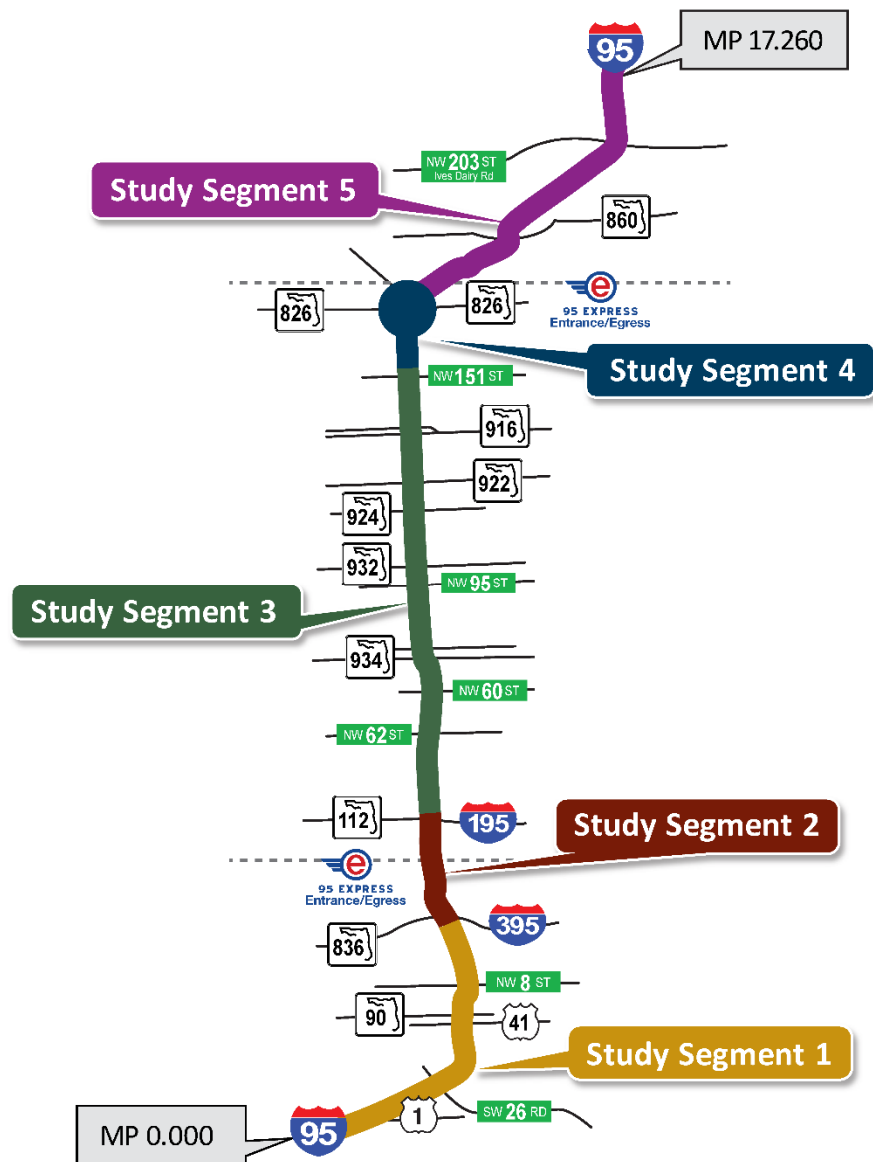 95
MP 17.260
NW 203 ST
Ives Dairy Rd
Study Segment 5
860
826
826
e
95 EXPRESS
Entrance/Egress
Study Segment 4
NW 151 ST
916
922
924
932
NW 95 ST
Study Segment 3
934
NW 60 ST
NW 62 ST
112
195
Study Segment 2
e
95 EXPRESS
Entrance/Egress
395
836
NW 8 ST
90
41
Study Segment 1
1
SW 26 RD
MP 0.000
95